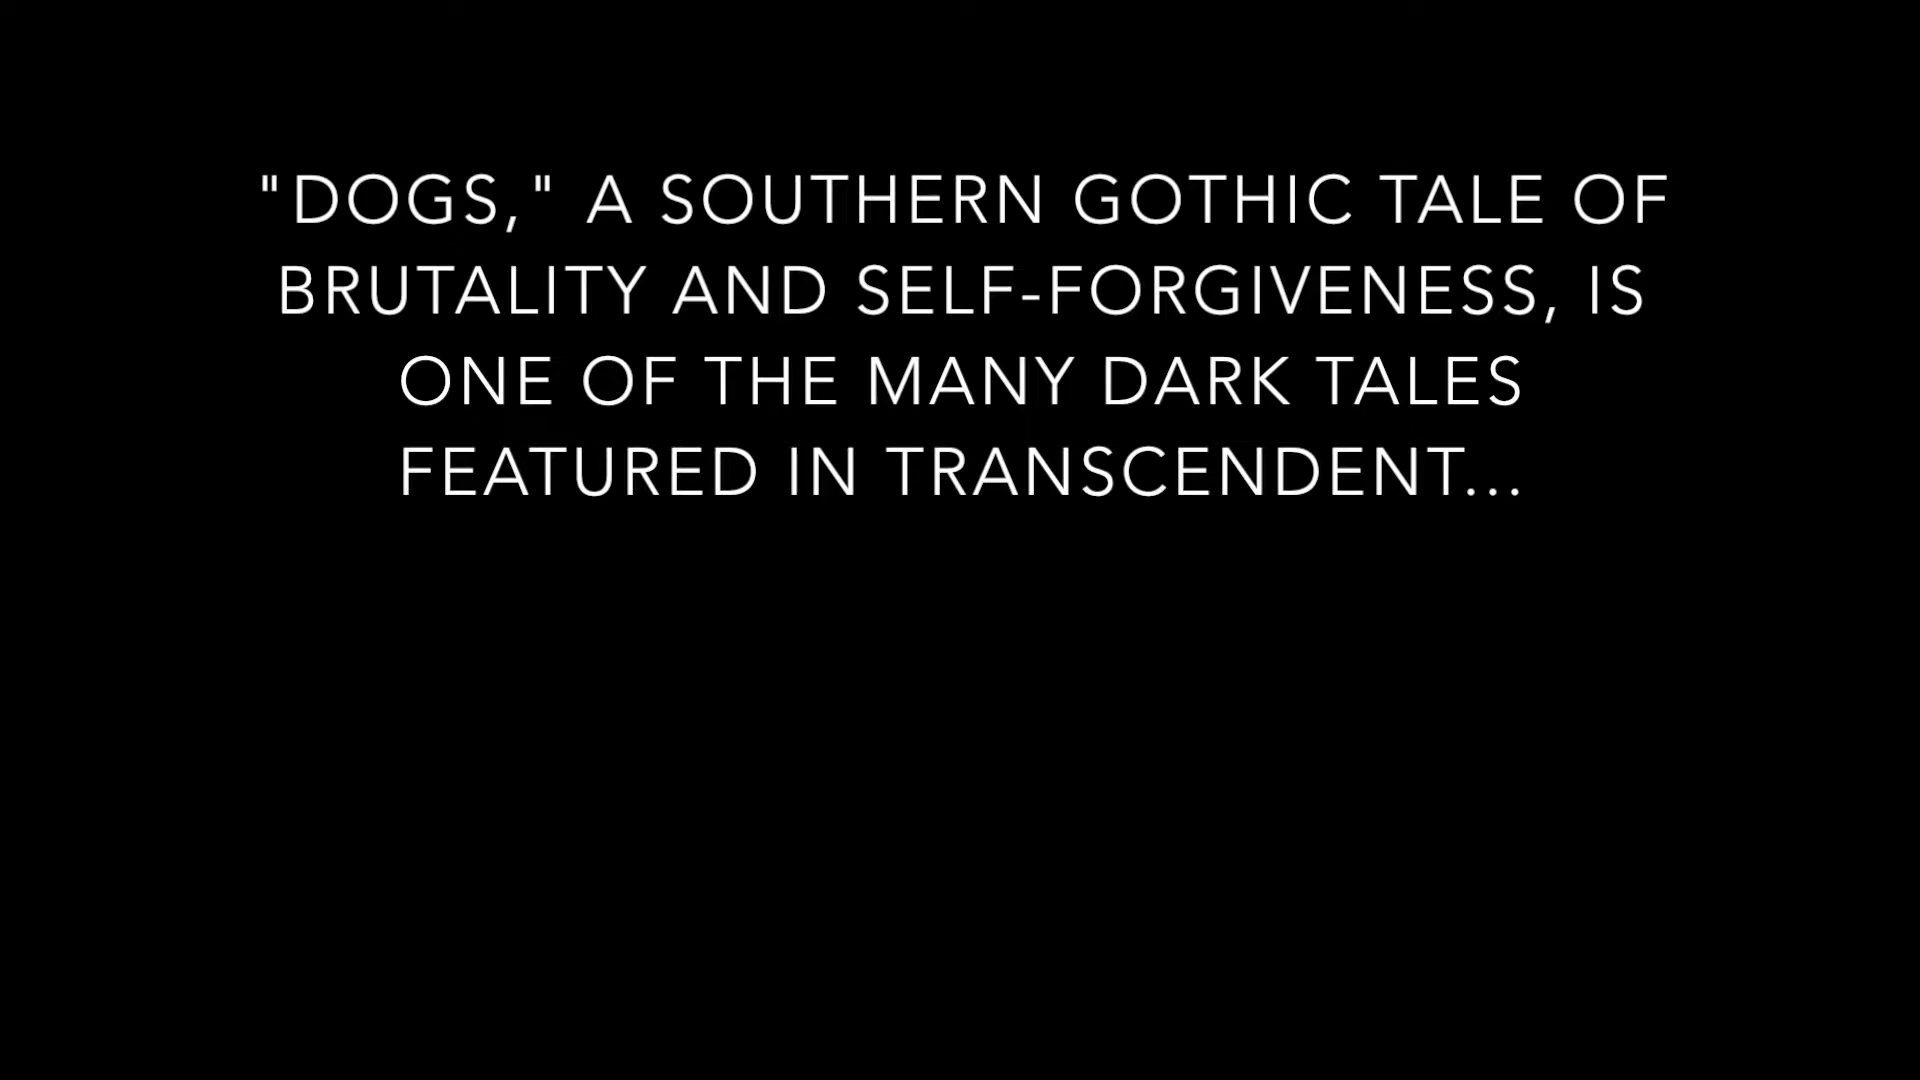 "DOGS," A SOUTHERN GOTHIC TALE OF
BRUTALITY AND SELF-FORGIVENESS, IS
ONE OF THE MANY DARK TALES
FEATURED IN TRANSCENDENT...